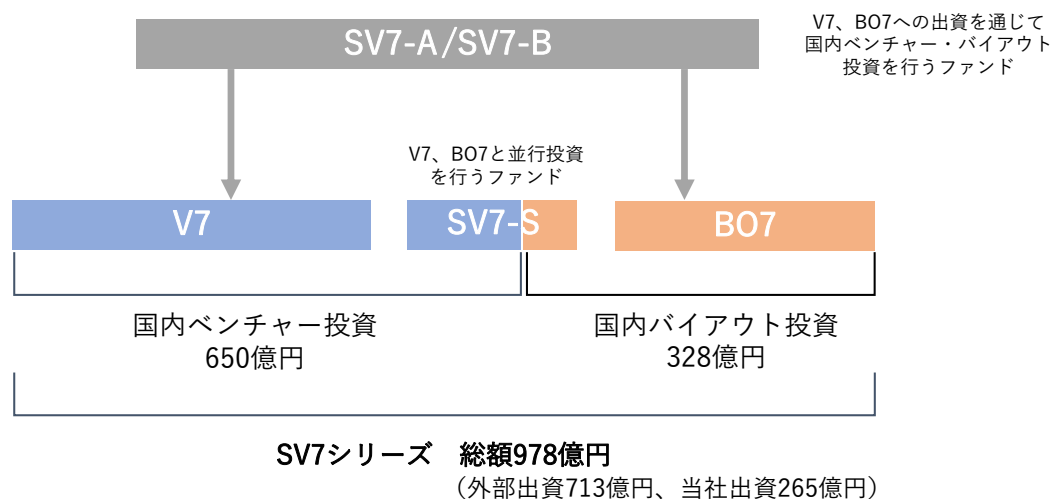 SV7-A/SV7-B
V7、BO7への出資を通じて
国内ベンチャー・バイアウト
投資を行うファンド
V7、BO7と並行投資
を行うファンド
V7
SV7-S
BO7
国内ベンチャー投資
650億円
国内バイアウト投資
328億円
SV7シリーズ　総額978億円
（外部出資713億円、当社出資265億円）